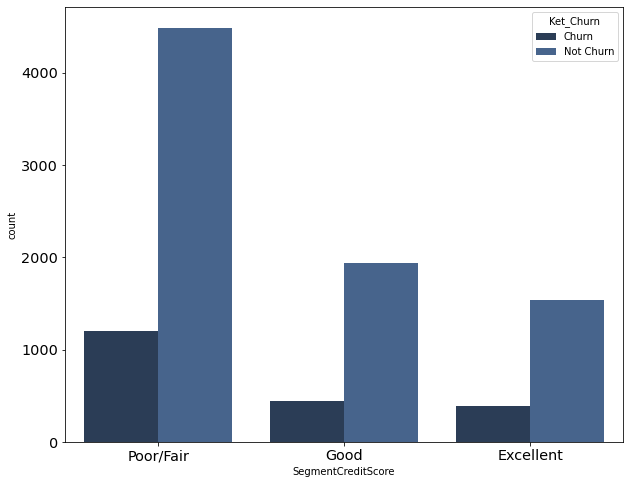 Ket_Churn
Churn
Not Churn
4000
3000
2000
1000
0
count
Poor/Fair
Good
Excellent
SegmentCreditScore